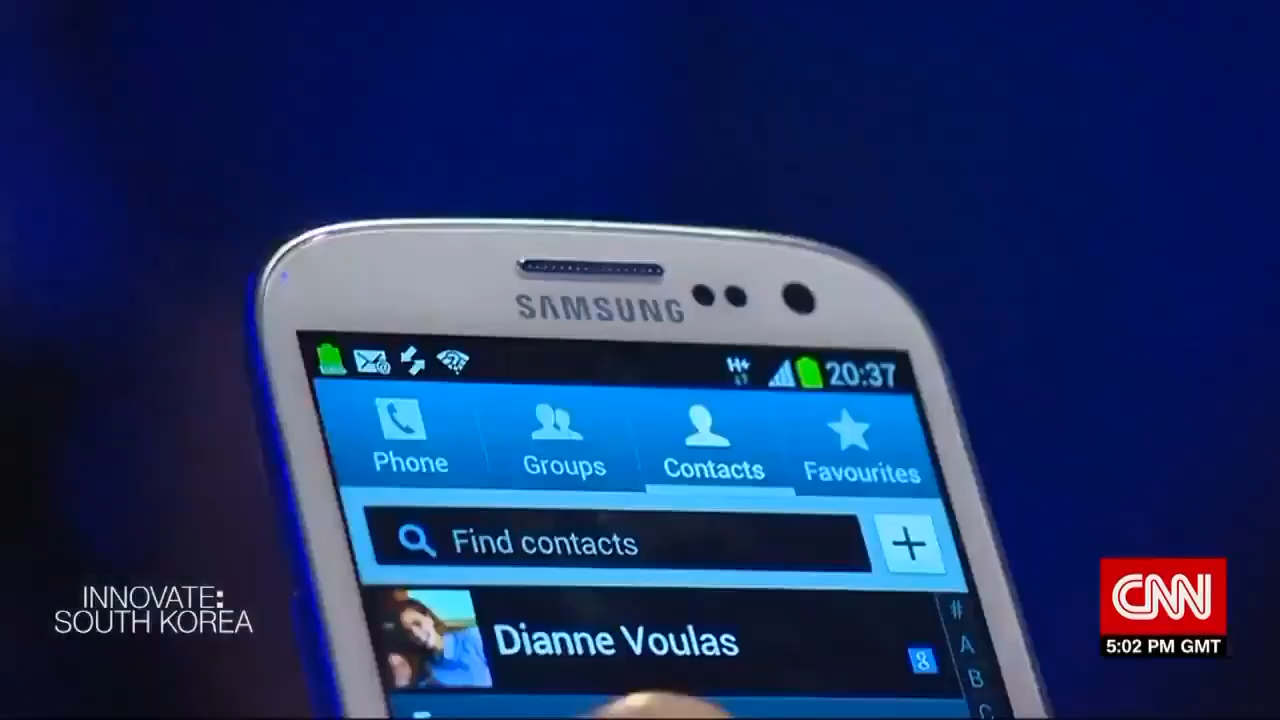 SAMSUNG
H+
20:37
Phone
Groups
Contacts
Favourites
Find contacts
+
Dianne Voulas
g
#
A
B
C
INNOVATE:
SOUTH KOREA
CNN
5:02 PM GMT